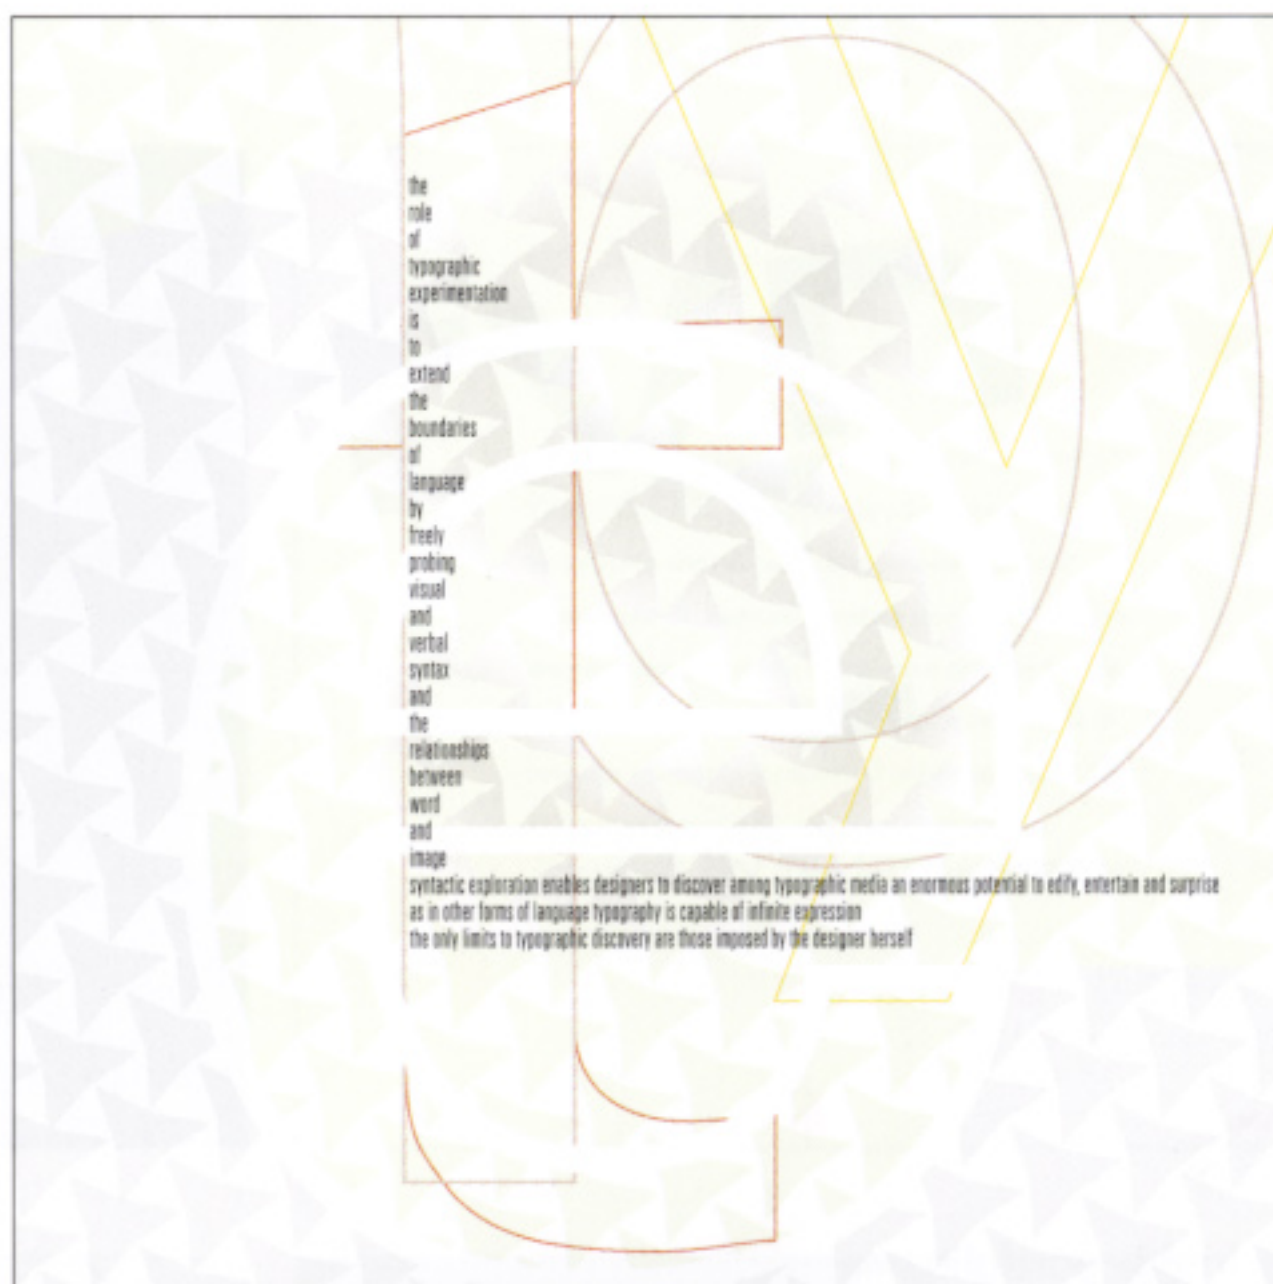 the
role
of
typographic
experimentation
is
to
extend
the
boundaries
of
language
by
freely
probing
visual
and
verbal
syntax
and
the
relationships
between
word
and
image
syntactic exploration enables designers to discover among typographic media an enormous potential to edify, entertain and surprise
as in other forms of language typography is capable of infinite expression
the only limits to typographic discovery are those imposed by the designer herself